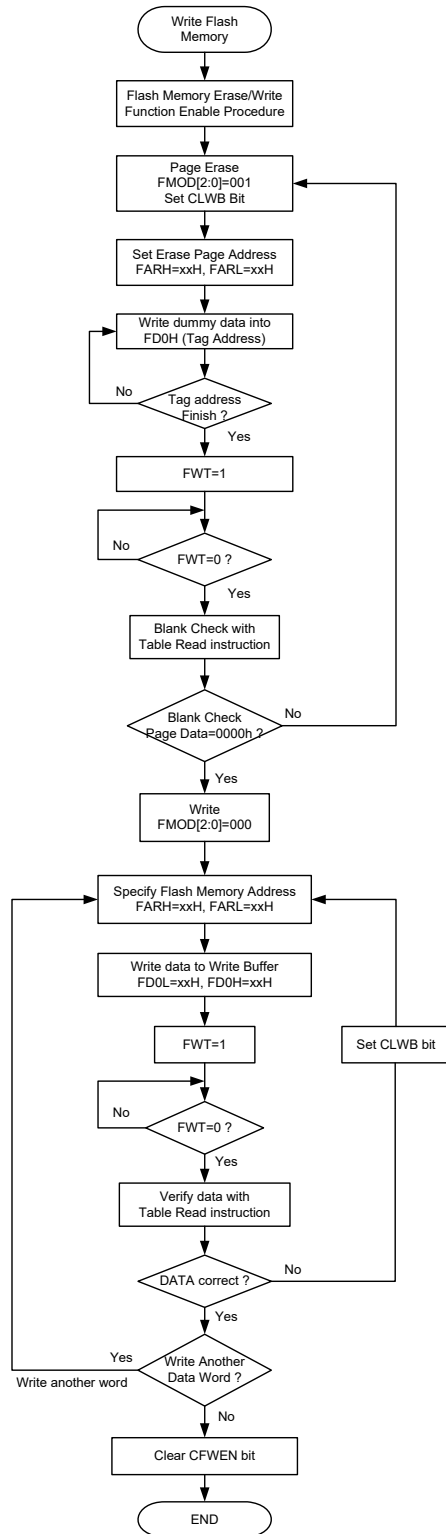 Write Flash
Memory
Flash Memory Erase/Write
Function Enable Procedure
Page Erase
FMOD[2:0]=001
Set CLWB Bit
Set Erase Page Address
FARH=xxH, FARL=xxH
Write dummy data into
FD0H (Tag Address)
No
Tag address
Finish ?
Yes
FWT=1
No
FWT=0 ?
Yes
Blank Check with
Table Read instruction
No
Blank Check
Page Data=0000h ?
Yes
Write
FMOD[2:0]=000
Specify Flash Memory Address
FARH=xxH, FARL=xxH
Write data to Write Buffer
FD0L=xxH, FD0H=xxH
FWT=1
Set CLWB bit
No
FWT=0 ?
Yes
Verify data with
Table Read instruction
No
DATA correct ?
Yes
Yes
Write Another
Data Word ?
Write another word
No
Clear CFWEN bit
END